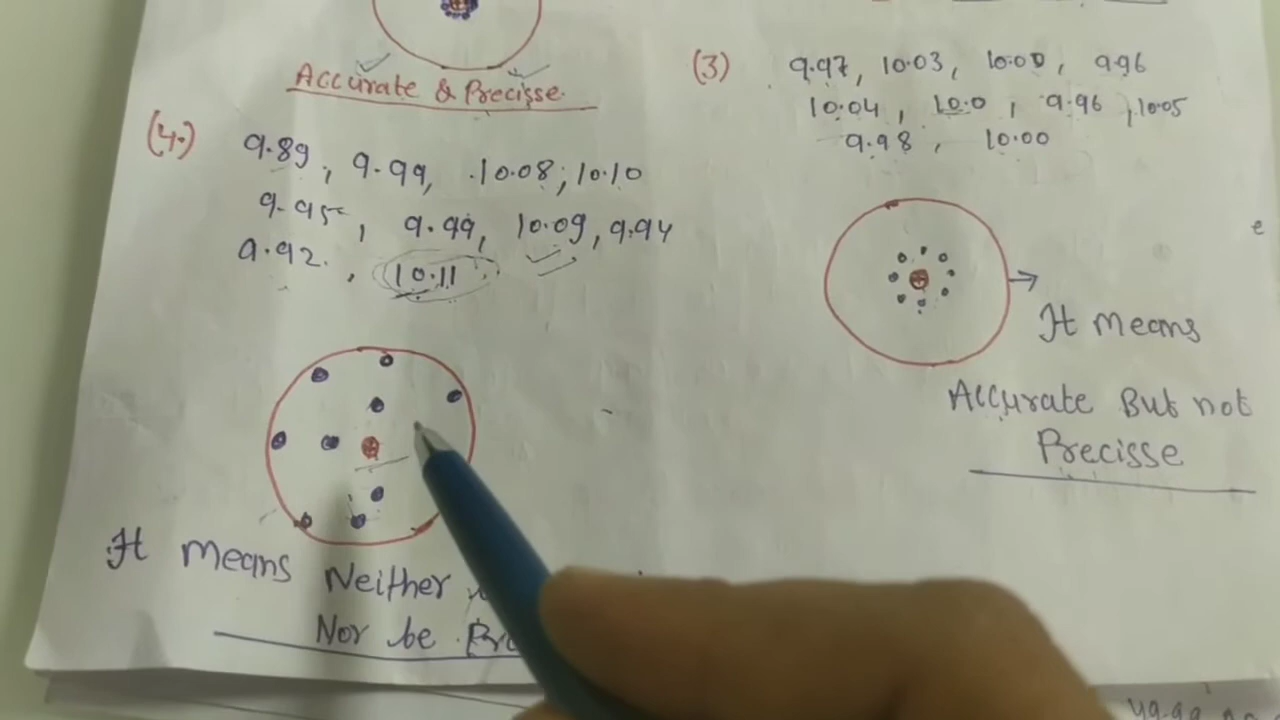 Accurate & Precisse.
(4.)
9.89, 9.99, 10.08, 10.10
9.95, 9.99, 10.09, 9.94
9.92, 10.11
It Means Neither
Nor be
(3)
9.97, 10.03, 10.00, 9.96
10.04, 10.0, 9.96, 10.05
9.98, 10.00
It Means
Accurate But not
Precisse
e